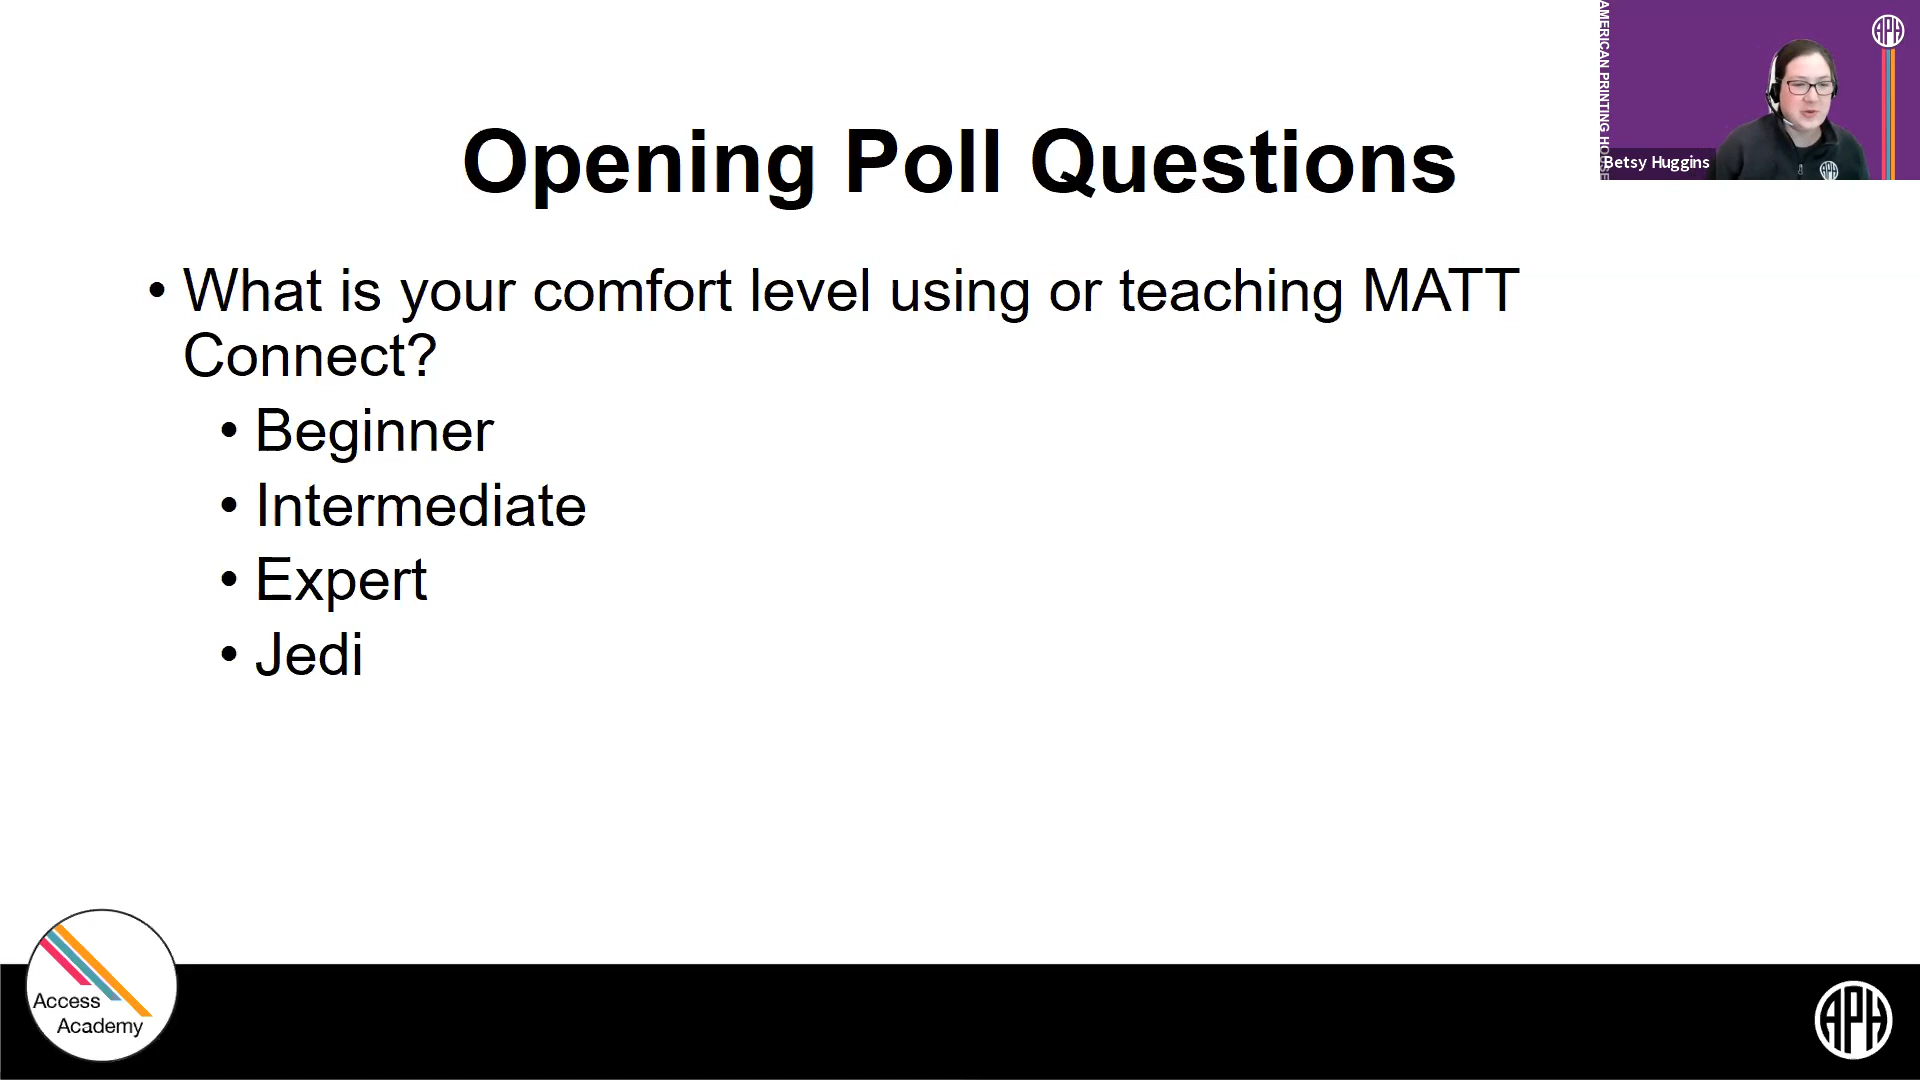 Opening Poll Questions
• What is your comfort level using or teaching MATT
Connect?
• Beginner
• Intermediate
• Expert
• Jedi
AMERICAN PRINTING HOUSE
APH
Betsy Huggins
APH
Access
Academy
APH